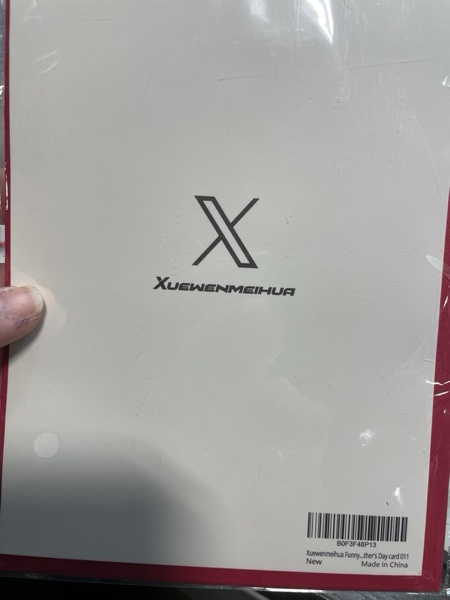 X
XUEWENMEIHUA
B0F3F48P13
Xuewenmeihua Funny...ther's Day card 011
New Made in China